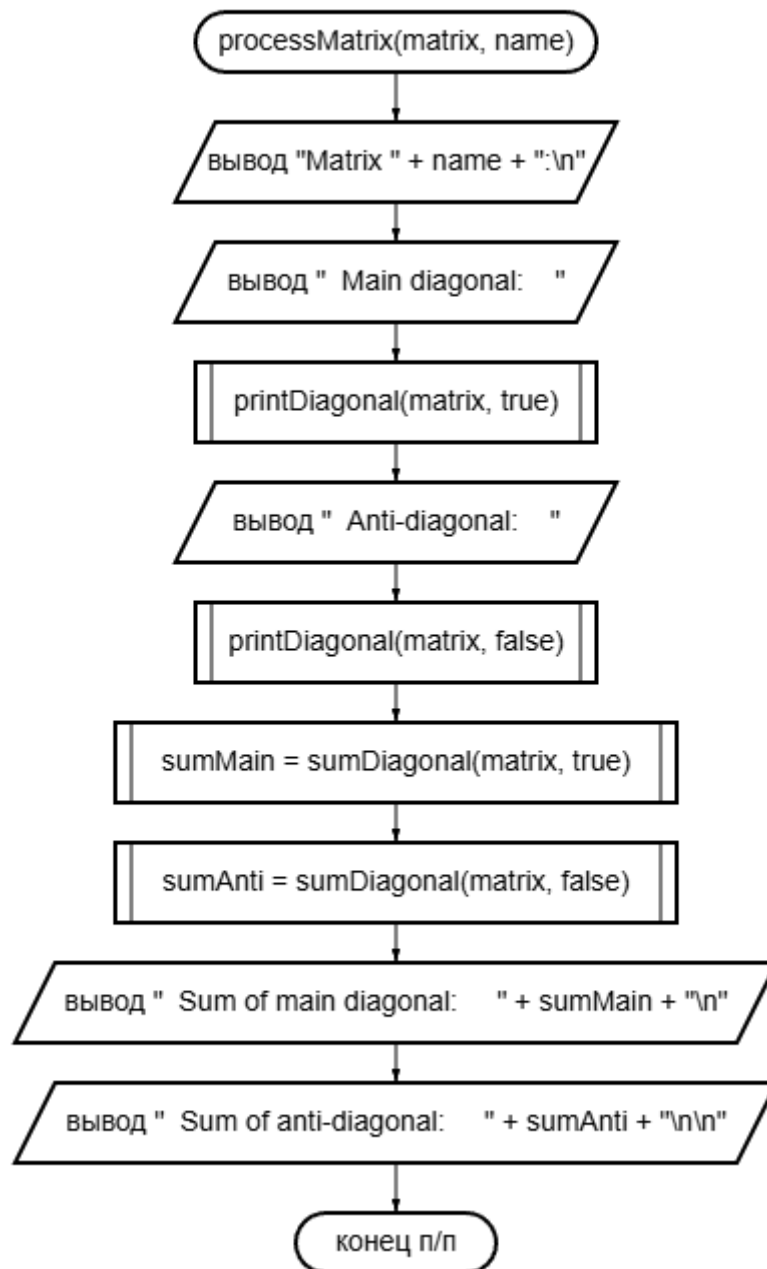 processMatrix(matrix, name)
вывод "Matrix " + name + ":\n"
вывод "  Main diagonal:    "
printDiagonal(matrix, true)
вывод "  Anti-diagonal:    "
printDiagonal(matrix, false)
sumMain = sumDiagonal(matrix, true)
sumAnti = sumDiagonal(matrix, false)
вывод "  Sum of main diagonal:     " + sumMain + "\n"
вывод "  Sum of anti-diagonal:     " + sumAnti + "\n\n"
конец п/п